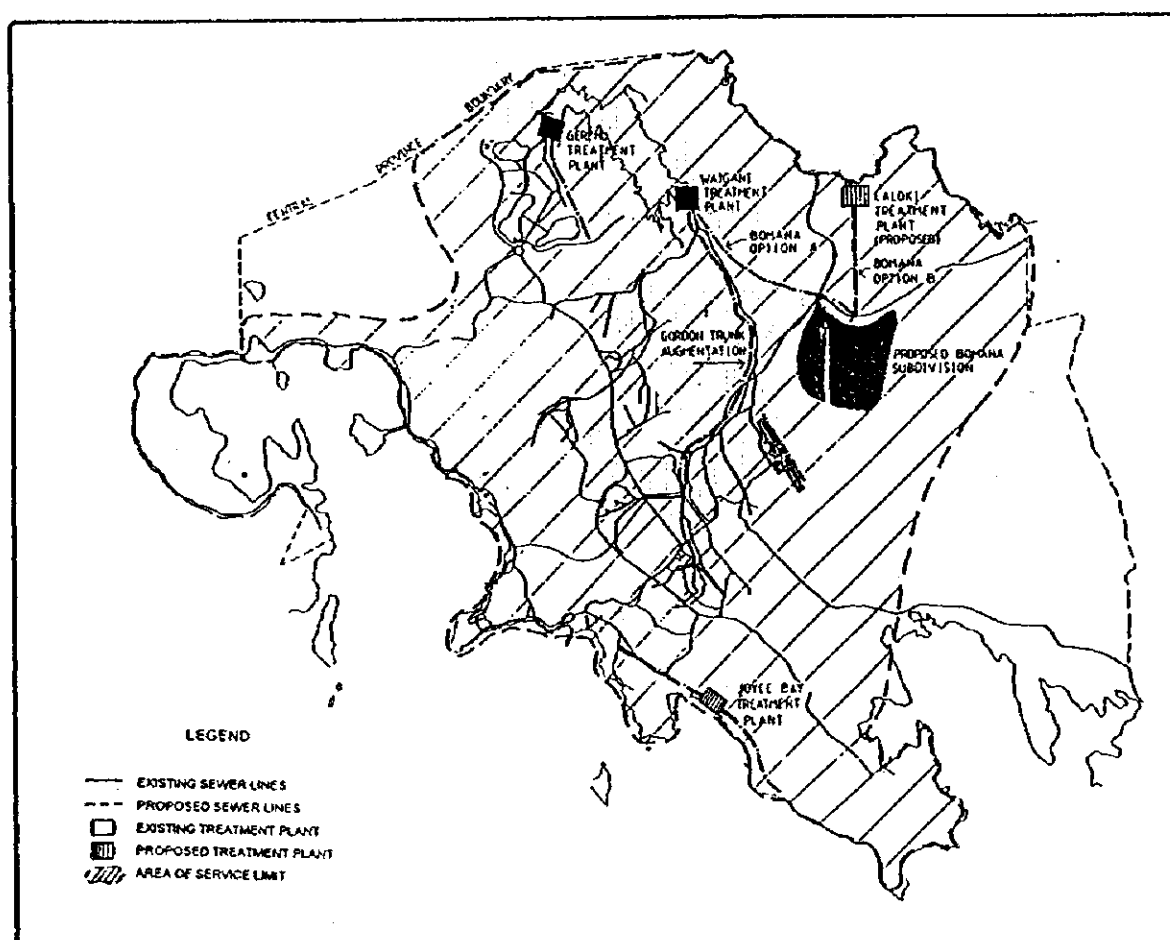 CENTRAL PROVINCE BOUNDARY
GEREHU
TREATMENT
PLANT
WAIGANI
TREATMENT
PLANT
LALOKI
TREATMENT
PLANT
(PROPOSED)
BOMANA
OPTION A
BOMANA
OPTION B
GORDON TRUNK
AUGMENTATION
PROPOSED BOMANA
SUBDIVISION
JOYCE BAY
TREATMENT
PLANT
LEGEND
EXISTING SEWER LINES
PROPOSED SEWER LINES
EXISTING TREATMENT PLANT
PROPOSED TREATMENT PLANT
AREA OF SERVICE LIMIT